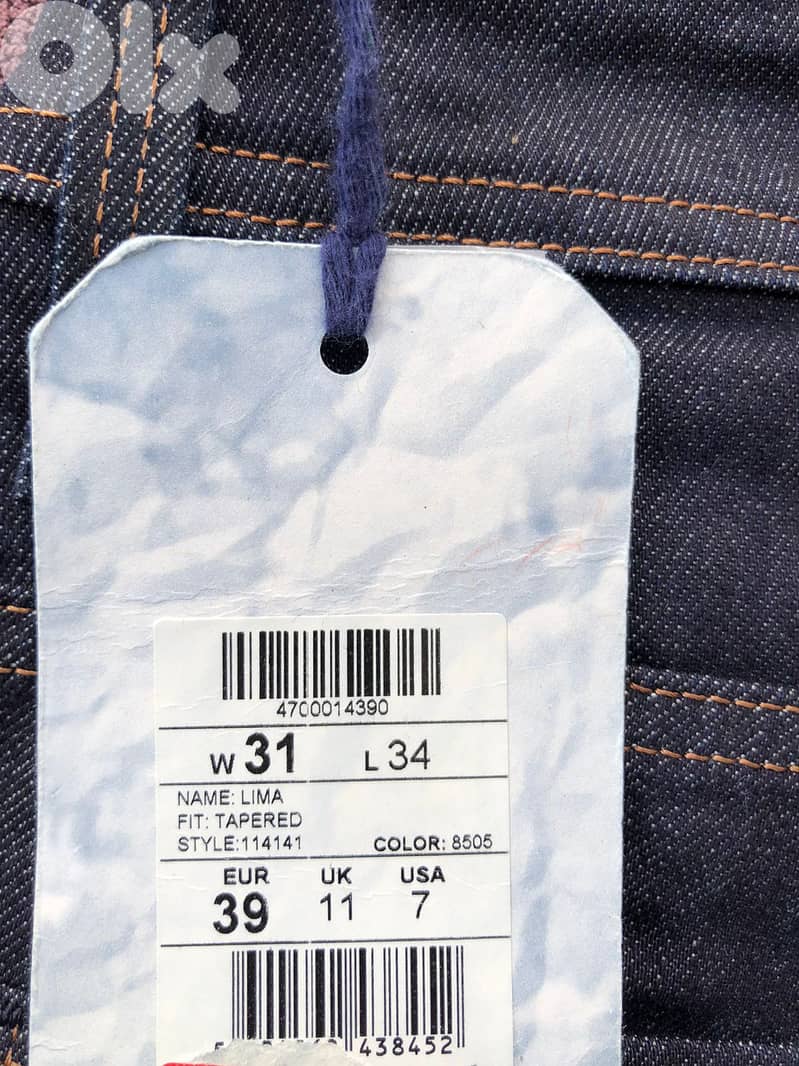 olx
4700014390
W 31 L 34
NAME: LIMA
FIT: TAPERED
STYLE:114141 COLOR: 8505
EUR UK USA
39 11 7
438452